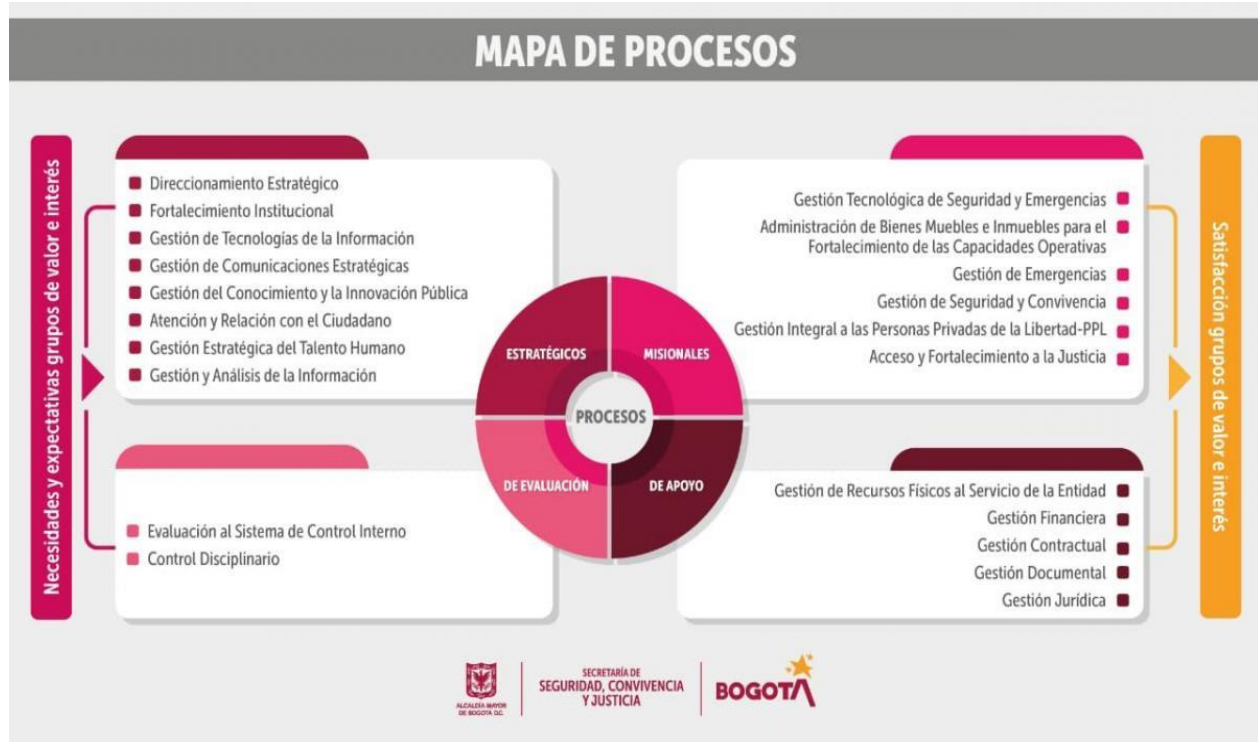 MAPA DE PROCESOS
Necesidades y expectativas grupos de valor e interés
Direccionamiento Estratégico
Fortalecimiento Institucional
Gestión de Tecnologías de la Información
Gestión de Comunicaciones Estratégicas
Gestión del Conocimiento y la Innovación Pública
Atención y Relación con el Ciudadano
Gestión Estratégica del Talento Humano
Gestión y Análisis de la Información
Evaluación al Sistema de Control Interno
Control Disciplinario
ESTRATÉGICOS
MISIONALES
PROCESOS
DE EVALUACIÓN
DE APOYO
Gestión Tecnológica de Seguridad y Emergencias
Administración de Bienes Muebles e Inmuebles para el
Fortalecimiento de las Capacidades Operativas
Gestión de Emergencias
Gestión de Seguridad y Convivencia
Gestión Integral a las Personas Privadas de la Libertad-PPL
Acceso y Fortalecimiento a la Justicia
Gestión de Recursos Físicos al Servicio de la Entidad
Gestión Financiera
Gestión Contractual
Gestión Documental
Gestión Jurídica
Satisfacción grupos de valor e interés
ALCALDÍA MAYOR
DE BOGOTÁ D.C.
SECRETARÍA DE
SEGURIDAD, CONVIVENCIA
Y JUSTICIA
BOGOTÁ